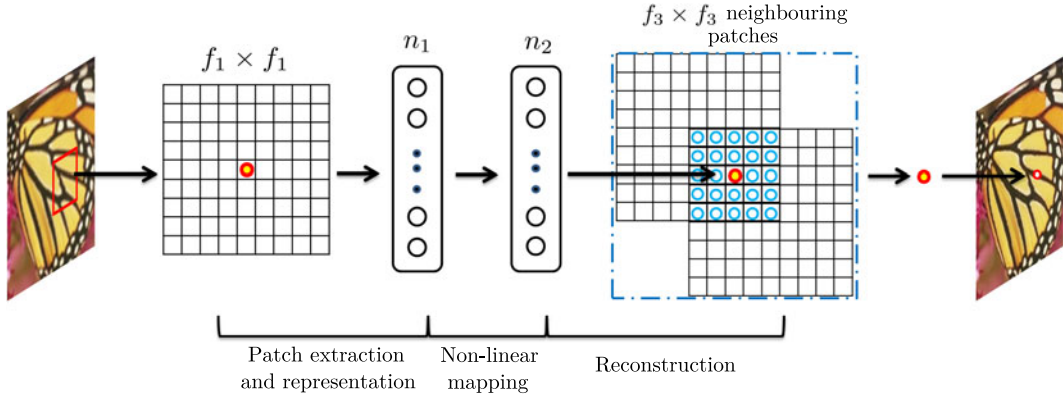 f₁ × f₁
n₁
n₂
f₃ × f₃ neighbouring
patches
Patch extraction
and representation
Non-linear
mapping
Reconstruction